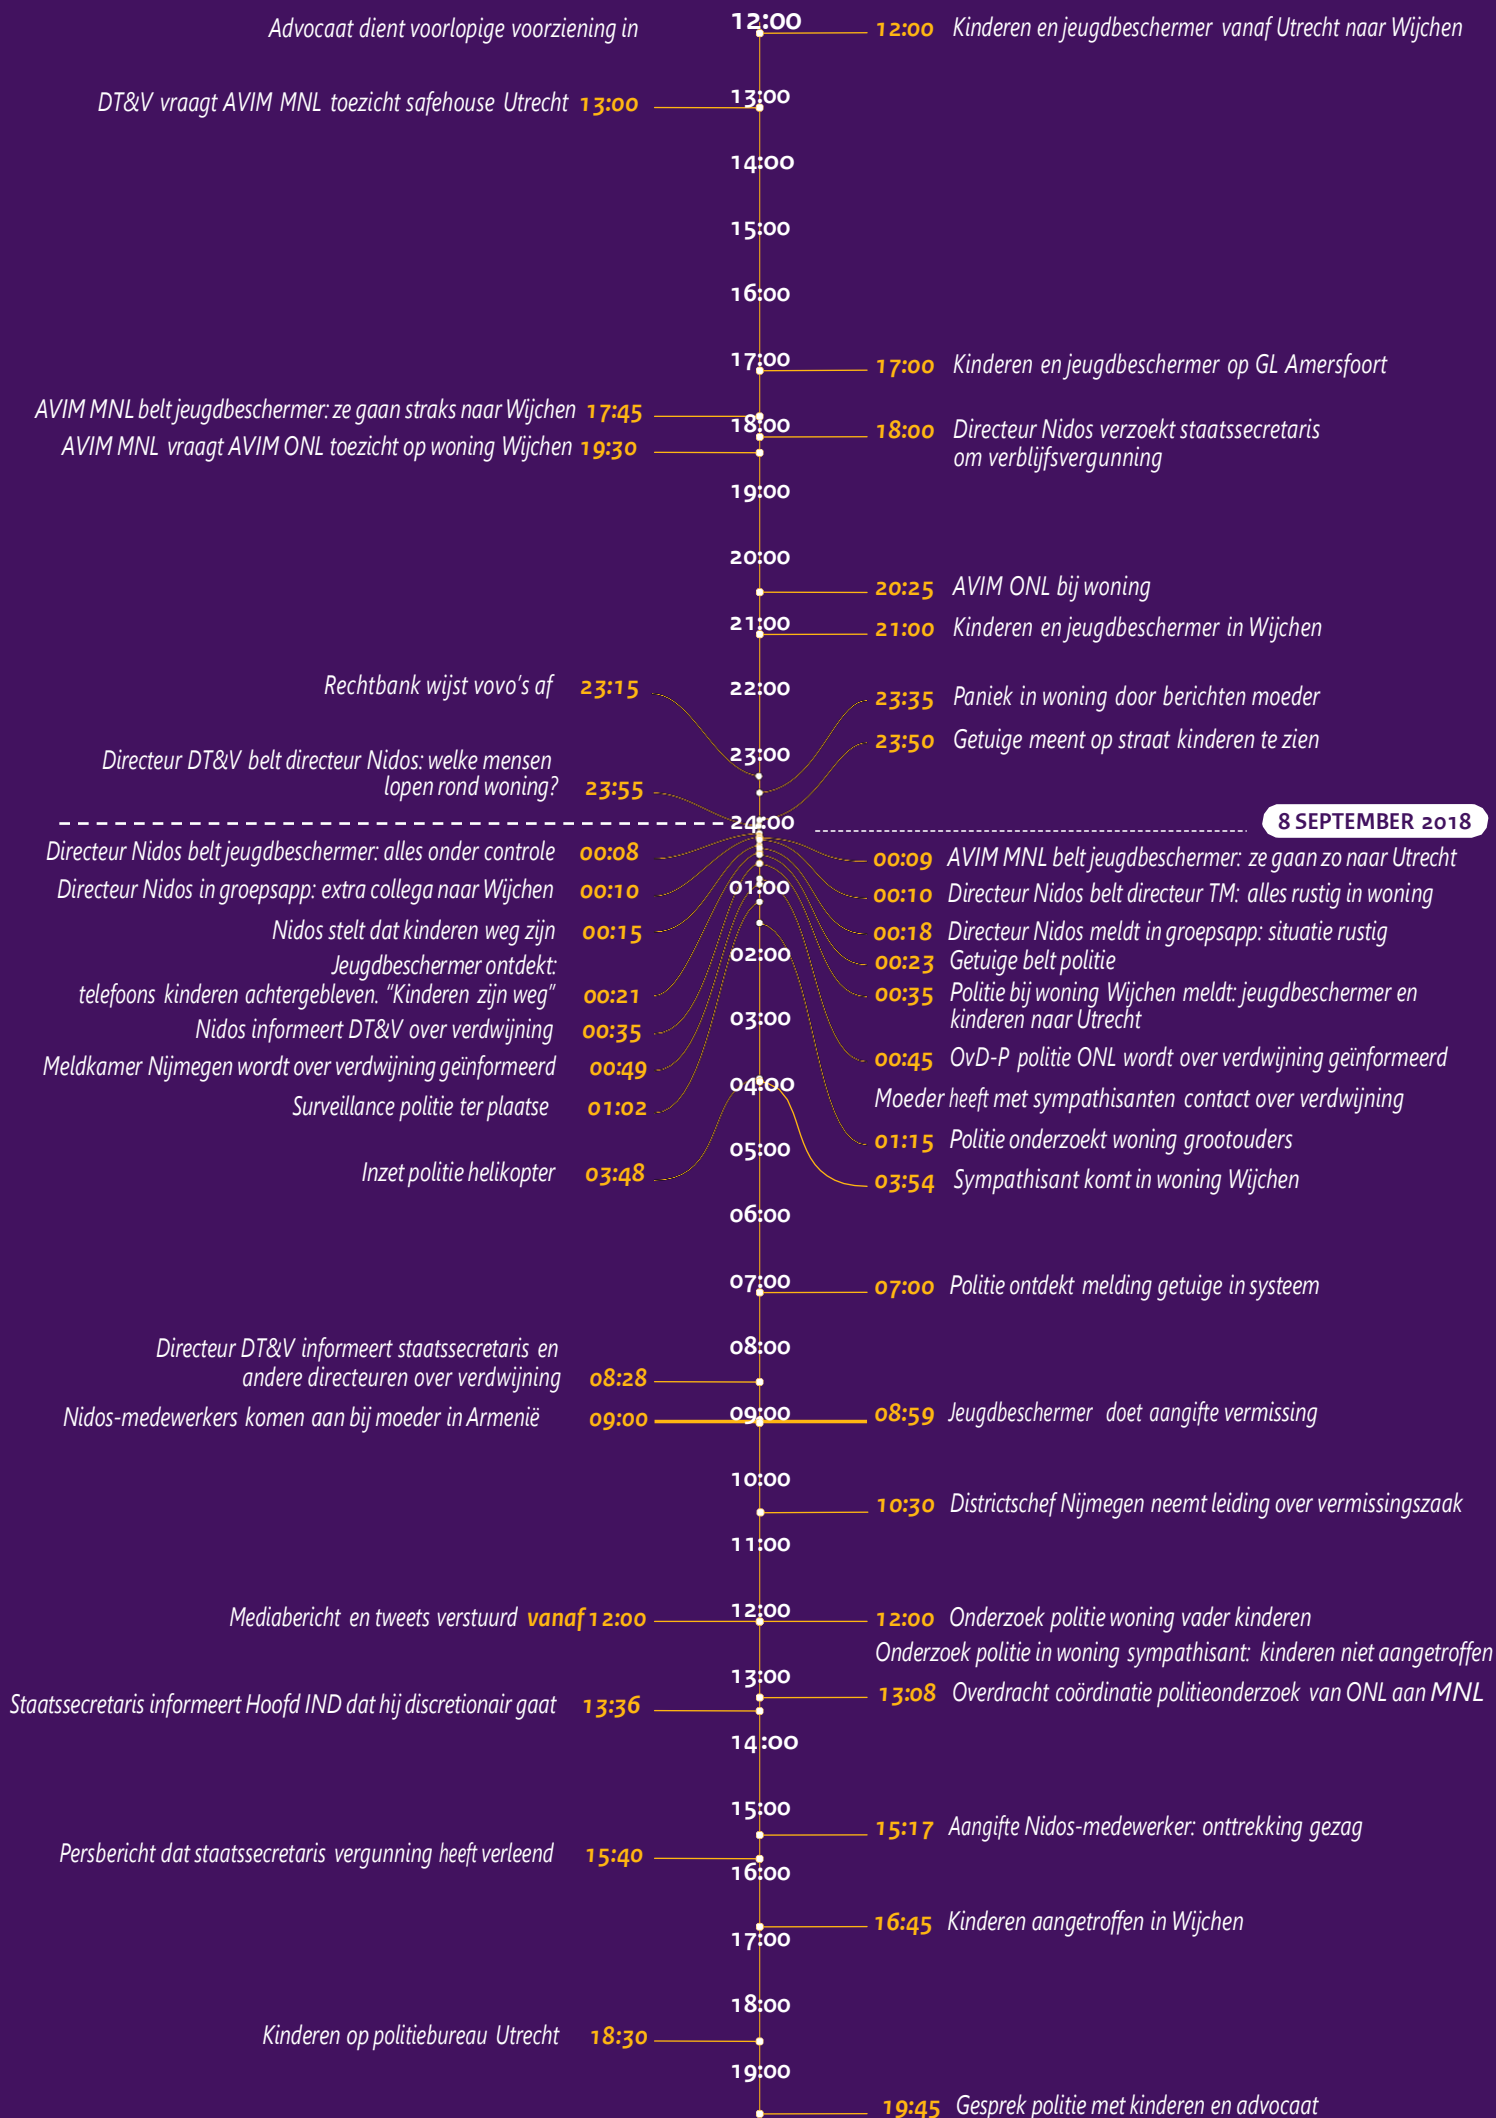 Advocaat dient voorlopige voorziening in
12:00
12:00 Kinderen en jeugdbeschermer vanaf Utrecht naar Wijchen
DT&V vraagt AVIM MNL toezicht safehouse Utrecht 13:00
13:00
14:00
15:00
16:00
17:00
17:00 Kinderen en jeugdbeschermer op GL Amersfoort
AVIM MNL belt jeugdbeschermer: ze gaan straks naar Wijchen 17:45
18:00
18:00 Directeur Nidos verzoekt staatssecretaris
om verblijfsvergunning
AVIM MNL vraagt AVIM ONL toezicht op woning Wijchen 19:30
19:00
20:00
20:25 AVIM ONL bij woning
21:00
21:00 Kinderen en jeugdbeschermer in Wijchen
Rechtbank wijst vovo's af 23:15
22:00
23:35 Paniek in woning door berichten moeder
23:50 Getuige meent op straat kinderen te zien
23:00
Directeur DT&V belt directeur Nidos: welke mensen
lopen rond woning? 23:55
24:00
8 SEPTEMBER 2018
Directeur Nidos belt jeugdbeschermer: alles onder controle 00:08
00:09 AVIM MNL belt jeugdbeschermer: ze gaan zo naar Utrecht
Directeur Nidos in groepsapp: extra collega naar Wijchen 00:10
01:00
00:10 Directeur Nidos belt directeur TM: alles rustig in woning
Nidos stelt dat kinderen weg zijn 00:15
00:18 Directeur Nidos meldt in groepsapp: situatie rustig
02:00
00:23 Getuige belt politie
Jeugdbeschermer ontdekt:
telefoons kinderen achtergebleven. "Kinderen zijn weg" 00:21
00:35 Politie bij woning Wijchen meldt: jeugdbeschermer en
kinderen naar Utrecht
03:00
Nidos informeert DT&V over verdwijning 00:35
00:45 OvD-P politie ONL wordt over verdwijning geïnformeerd
Meldkamer Nijmegen wordt over verdwijning geïnformeerd 00:49
04:00
Moeder heeft met sympathisanten contact over verdwijning
Surveillance politie ter plaatse 01:02
01:15 Politie onderzoekt woning grootouders
05:00
Inzet politie helikopter 03:48
03:54 Sympathisant komt in woning Wijchen
06:00
07:00
07:00 Politie ontdekt melding getuige in systeem
08:00
Directeur DT&V informeert staatssecretaris en
andere directeuren over verdwijning 08:28
Nidos-medewerkers komen aan bij moeder in Armenië 09:00
09:00
08:59 Jeugdbeschermer doet aangifte vermissing
10:00
10:30 Districtschef Nijmegen neemt leiding over vermissingszaak
11:00
Mediabericht en tweets verstuurd vanaf 12:00
12:00
12:00 Onderzoek politie woning vader kinderen
Onderzoek politie in woning sympathisant: kinderen niet aangetroffen
13:00
13:08 Overdracht coördinatie politieonderzoek van ONL aan MNL
Staatssecretaris informeert Hoofd IND dat hij discretionair gaat 13:36
14:00
15:00
15:17 Aangifte Nidos-medewerker: onttrekking gezag
Persbericht dat staatssecretaris vergunning heeft verleend 15:40
16:00
16:45 Kinderen aangetroffen in Wijchen
17:00
18:00
Kinderen op politiebureau Utrecht 18:30
19:00
19:45 Gesprek politie met kinderen en advocaat